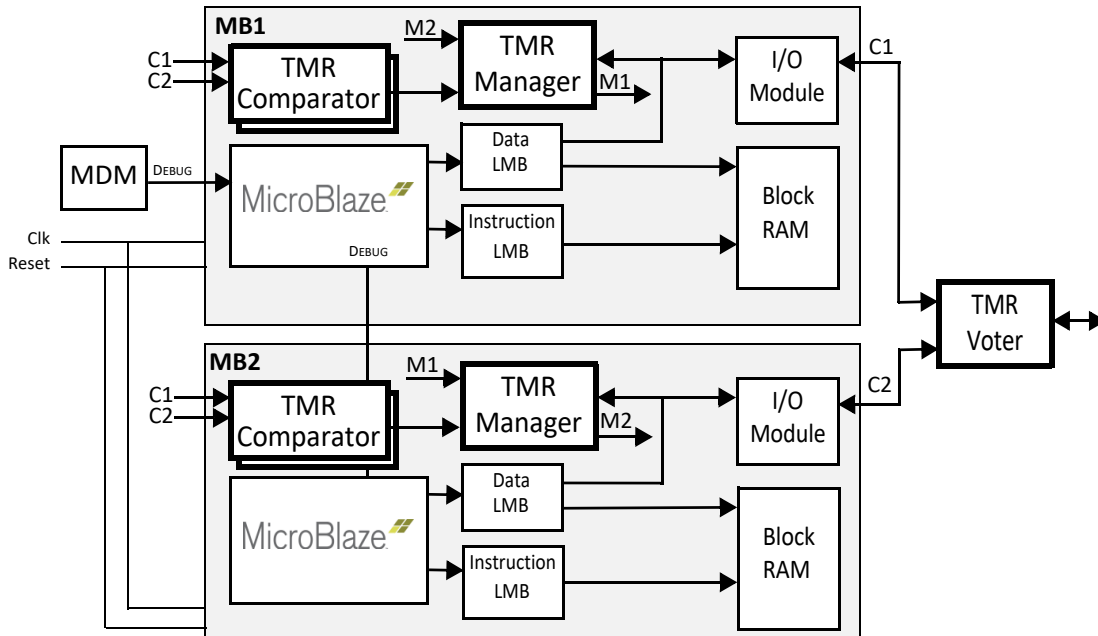 MB1
M2
C1
C2
TMR
Comparator
TMR
Manager
M1
I/O
Module
C1
MDM
DEBUG
MicroBlaze
DEBUG
Data
LMB
Instruction
LMB
Block
RAM
Clk
Reset
TMR
Voter
MB2
M1
C1
C2
TMR
Comparator
TMR
Manager
M2
I/O
Module
C2
MicroBlaze
Data
LMB
Instruction
LMB
Block
RAM